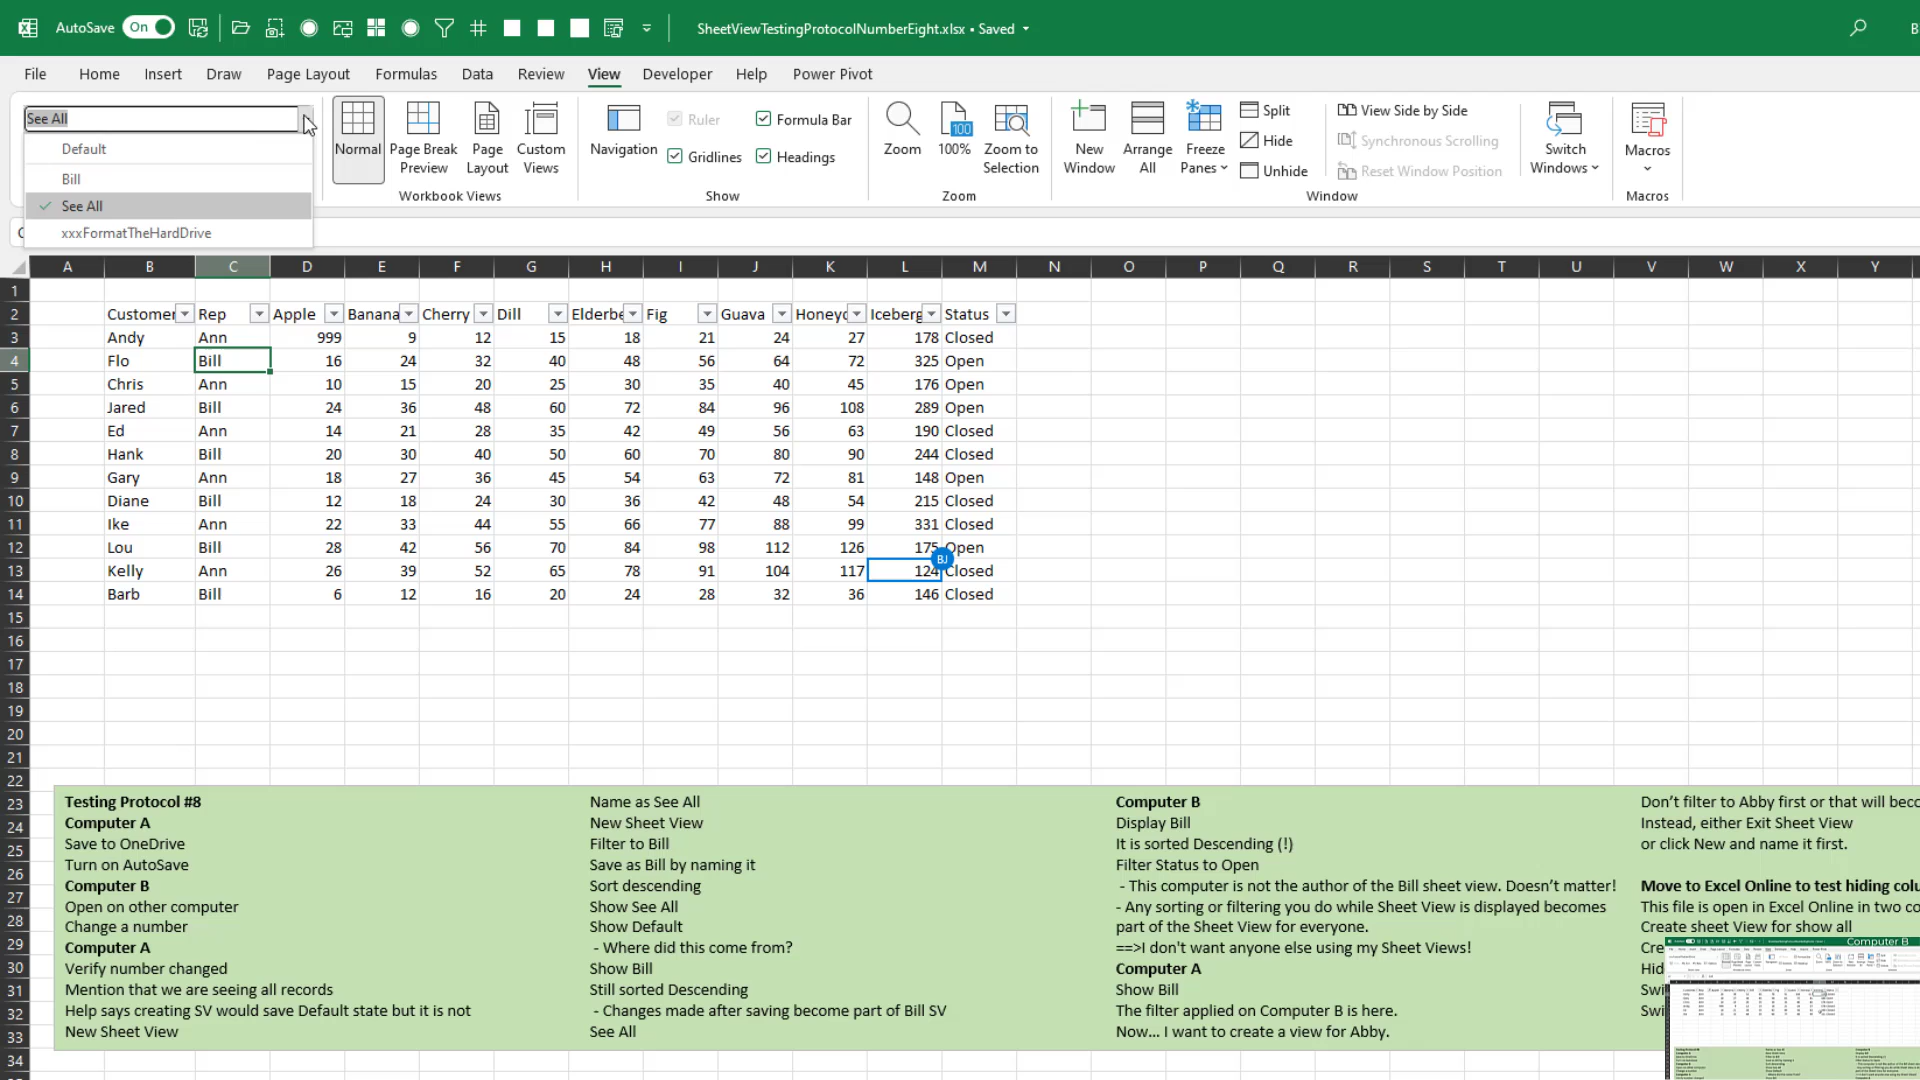 AutoSave On SheetViewTestingProtocolNumberEight.xlsx • Saved B
File Home Insert Draw Page Layout Formulas Data Review View Developer Help Power Pivot
See All
Default
Bill
See All
xxxFormatTheHardDrive
Normal
Page Break Preview
Page Layout
Custom Views
Workbook Views
Navigation
Ruler
Formula Bar
Gridlines
Headings
Show
Zoom
100
100%
Zoom to Selection
Zoom
New Window
Arrange All
Freeze Panes
Split
Hide
Unhide
View Side by Side
Synchronous Scrolling
Reset Window Position
Window
Switch Windows
Macros
Macros
A B C D E F G H I J K L M N O P Q R S T U V W X Y
1
2 Customer Rep Apple Banana Cherry Dill Elderbe Fig Guava Honeyc Iceberg Status
3 Andy Ann 999 9 12 15 18 21 24 27 178 Closed
4 Flo Bill 16 24 32 40 48 56 64 72 325 Open
5 Chris Ann 10 15 20 25 30 35 40 45 176 Open
6 Jared Bill 24 36 48 60 72 84 96 108 289 Open
7 Ed Ann 14 21 28 35 42 49 56 63 190 Closed
8 Hank Bill 20 30 40 50 60 70 80 90 244 Closed
9 Gary Ann 18 27 36 45 54 63 72 81 148 Open
10 Diane Bill 12 18 24 30 36 42 48 54 215 Closed
11 Ike Ann 22 33 44 55 66 77 88 99 331 Closed
12 Lou Bill 28 42 56 70 84 98 112 126 175 Open
BJ
13 Kelly Ann 26 39 52 65 78 91 104 117 124 Closed
14 Barb Bill 6 12 16 20 24 28 32 36 146 Closed
15
16
17
18
19
20
21
22
23
24
25
26
27
28
29
30
31
32
33
34
Testing Protocol #8
Computer A
Save to OneDrive
Turn on AutoSave
Computer B
Open on other computer
Change a number
Computer A
Verify number changed
Mention that we are seeing all records
Help says creating SV would save Default state but it is not
New Sheet View
Name as See All
New Sheet View
Filter to Bill
Save as Bill by naming it
Sort descending
Show See All
Show Default
- Where did this come from?
Show Bill
Still sorted Descending
- Changes made after saving become part of Bill SV
See All
Computer B
Display Bill
It is sorted Descending (!)
Filter Status to Open
- This computer is not the author of the Bill sheet view. Doesn't matter!
- Any sorting or filtering you do while Sheet View is displayed becomes
part of the Sheet View for everyone.
==>I don't want anyone else using my Sheet Views!
Computer A
Show Bill
The filter applied on Computer B is here.
Now... I want to create a view for Abby.
Don't filter to Abby first or that will beco
Instead, either Exit Sheet View
or click New and name it first.
Move to Excel Online to test hiding colu
This file is open in Excel Online in two co
Create sheet View for show all
Cre
Hid
Swi
Swi
Computer B